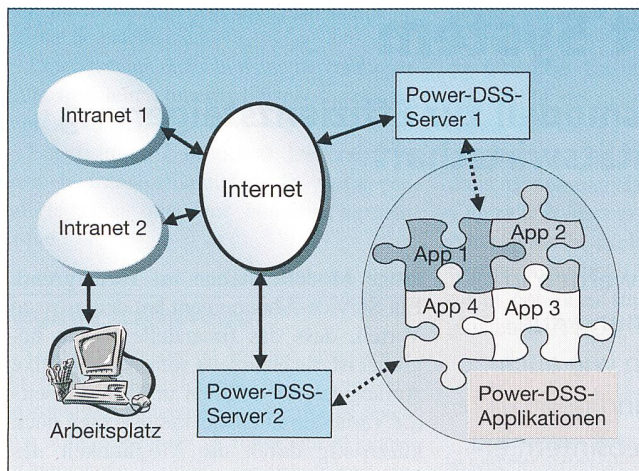 Intranet 1
Intranet 2
Internet
Arbeitsplatz
Power-DSS-
Server 1
Power-DSS-
Server 2
App 1
App 2
App 4
App 3
Power-DSS-
Applikationen